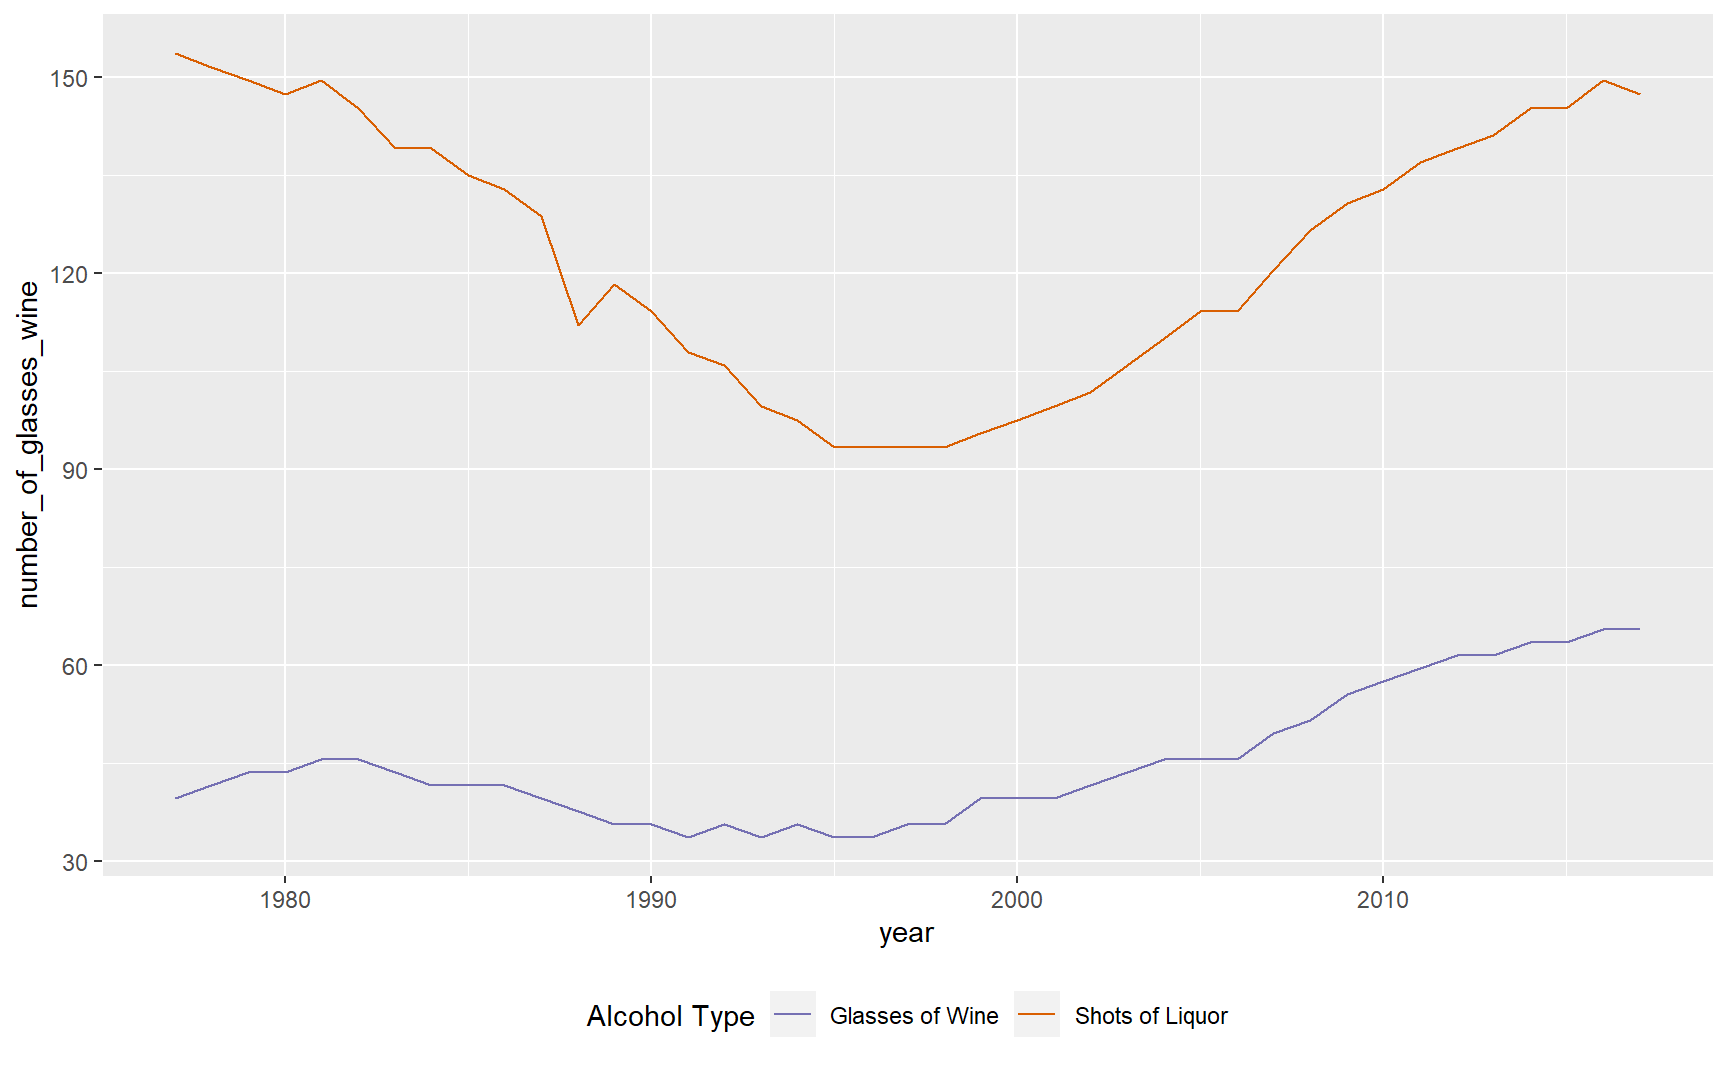 150
120
90
60
30
number_of_glasses_wine
1980 1990 2000 2010
year
Alcohol Type Glasses of Wine Shots of Liquor